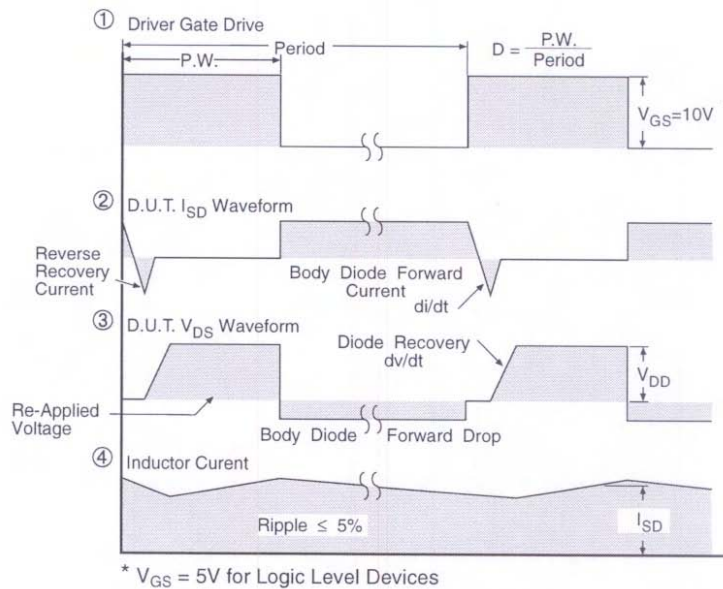 ① Driver Gate Drive
P.W.
Period
D = P.W.
Period
V_GS=10V
② D.U.T. I_SD Waveform
Reverse
Recovery
Current
Body Diode Forward
Current
di/dt
③ D.U.T. V_DS Waveform
Diode Recovery
dv/dt
V_DD
Re-Applied
Voltage
Body Diode Forward Drop
④ Inductor Curent
Ripple ≤ 5%
I_SD
* V_GS = 5V for Logic Level Devices